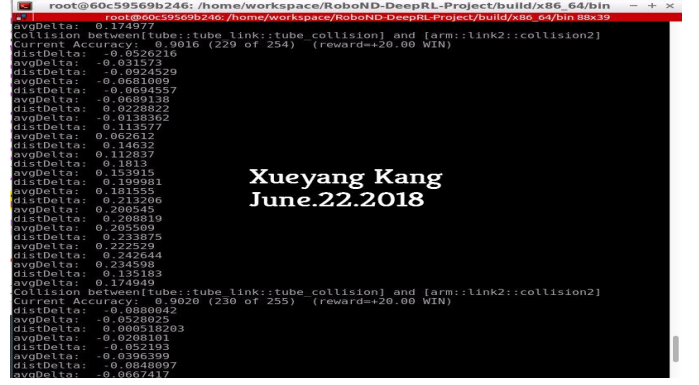 root@60c59569b246: /home/workspace/RoboND-DeepRL-Project/build/x86_64/bin
root@60c59569b246: /home/workspace/RoboND-DeepRL-Project/build/x86_64/bin 88x39
avgDelta:  0.174977
Collision between[tube::tube_link::tube_collision] and [arm::link2::collision2]
Current Accuracy:  0.9016 (229 of 254)  (reward=+20.00 WIN)
distDelta:  -0.0526216
avgDelta:  -0.031573
distDelta:  -0.0924529
avgDelta:  -0.0681009
distDelta:  -0.0694557
avgDelta:  -0.0689138
distDelta:  0.0228822
avgDelta:  -0.0138362
distDelta:  0.113577
avgDelta:  0.062612
distDelta:  0.14632
avgDelta:  0.112837
distDelta:  0.1813
avgDelta:  0.153915
distDelta:  0.199981
avgDelta:  0.181555
distDelta:  0.213206
avgDelta:  0.200545
distDelta:  0.208819
avgDelta:  0.205509
distDelta:  0.233875
avgDelta:  0.222529
distDelta:  0.242644
avgDelta:  0.234598
distDelta:  0.135183
avgDelta:  0.174949
Collision between[tube::tube_link::tube_collision] and [arm::link2::collision2]
Current Accuracy:  0.9020 (230 of 255)  (reward=+20.00 WIN)
distDelta:  -0.0880042
avgDelta:  -0.0528025
distDelta:  0.000518203
avgDelta:  -0.0208101
distDelta:  -0.052193
avgDelta:  -0.0396399
distDelta:  -0.0848097
avgDelta:  -0.0667417
Xueyang Kang
June.22.2018